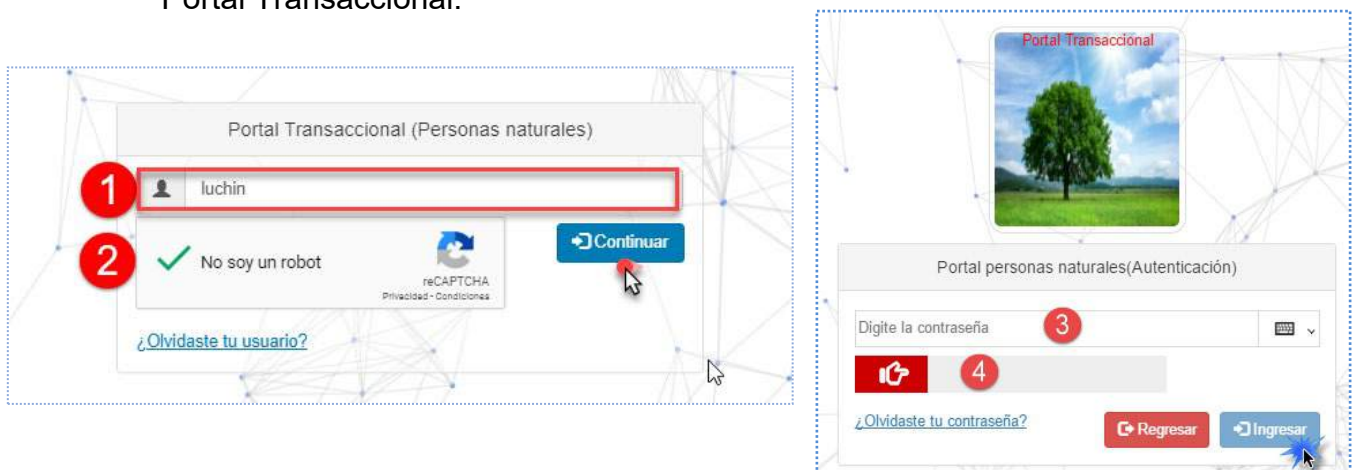 Portal Transaccional.
Portal Transaccional (Personas naturales)
1
luchin
2
No soy un robot
reCAPTCHA
Privacidad - Condiciones
Continuar
¿Olvidaste tu usuario?
Portal Transaccional
Portal personas naturales(Autenticación)
Digite la contraseña
3
4
¿Olvidaste tu contraseña?
Regresar
Ingresar